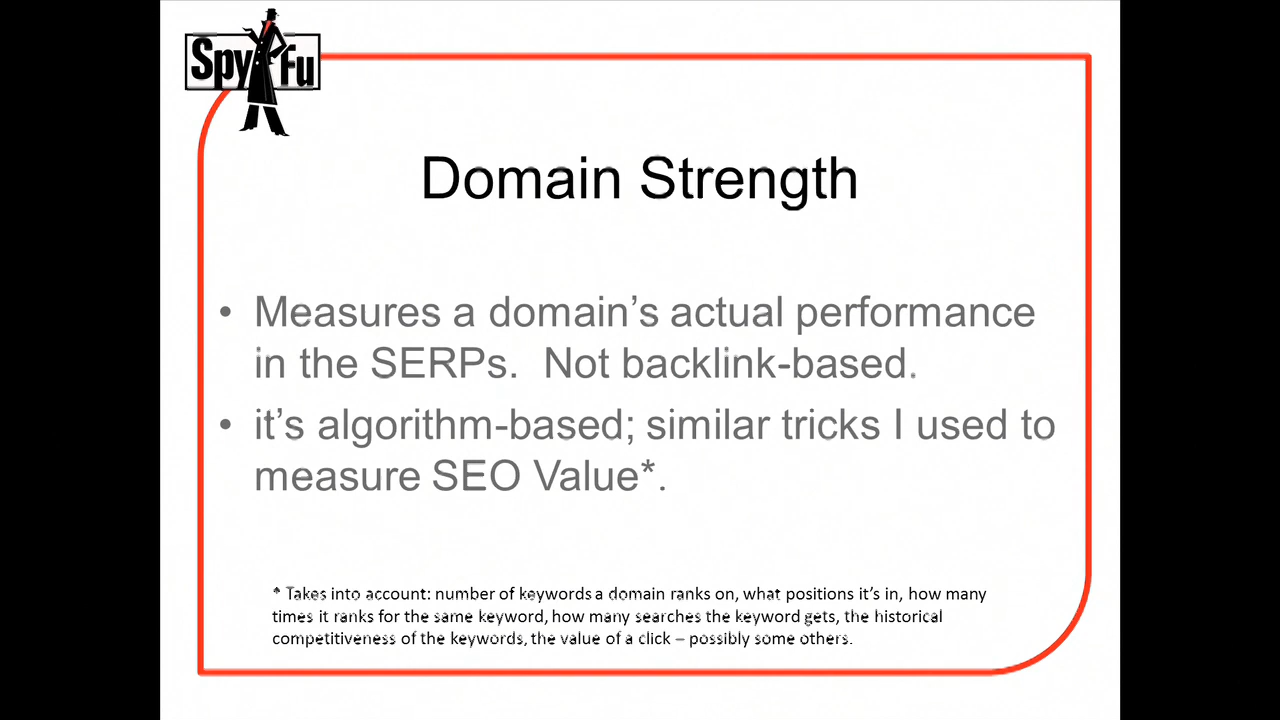 Spy Fu
Domain Strength
• Measures a domain's actual performance
in the SERPs.  Not backlink-based.
• it's algorithm-based; similar tricks I used to
measure SEO Value*.
* Takes into account: number of keywords a domain ranks on, what positions it's in, how many
times it ranks for the same keyword, how many searches the keyword gets, the historical
competitiveness of the keywords, the value of a click – possibly some others.